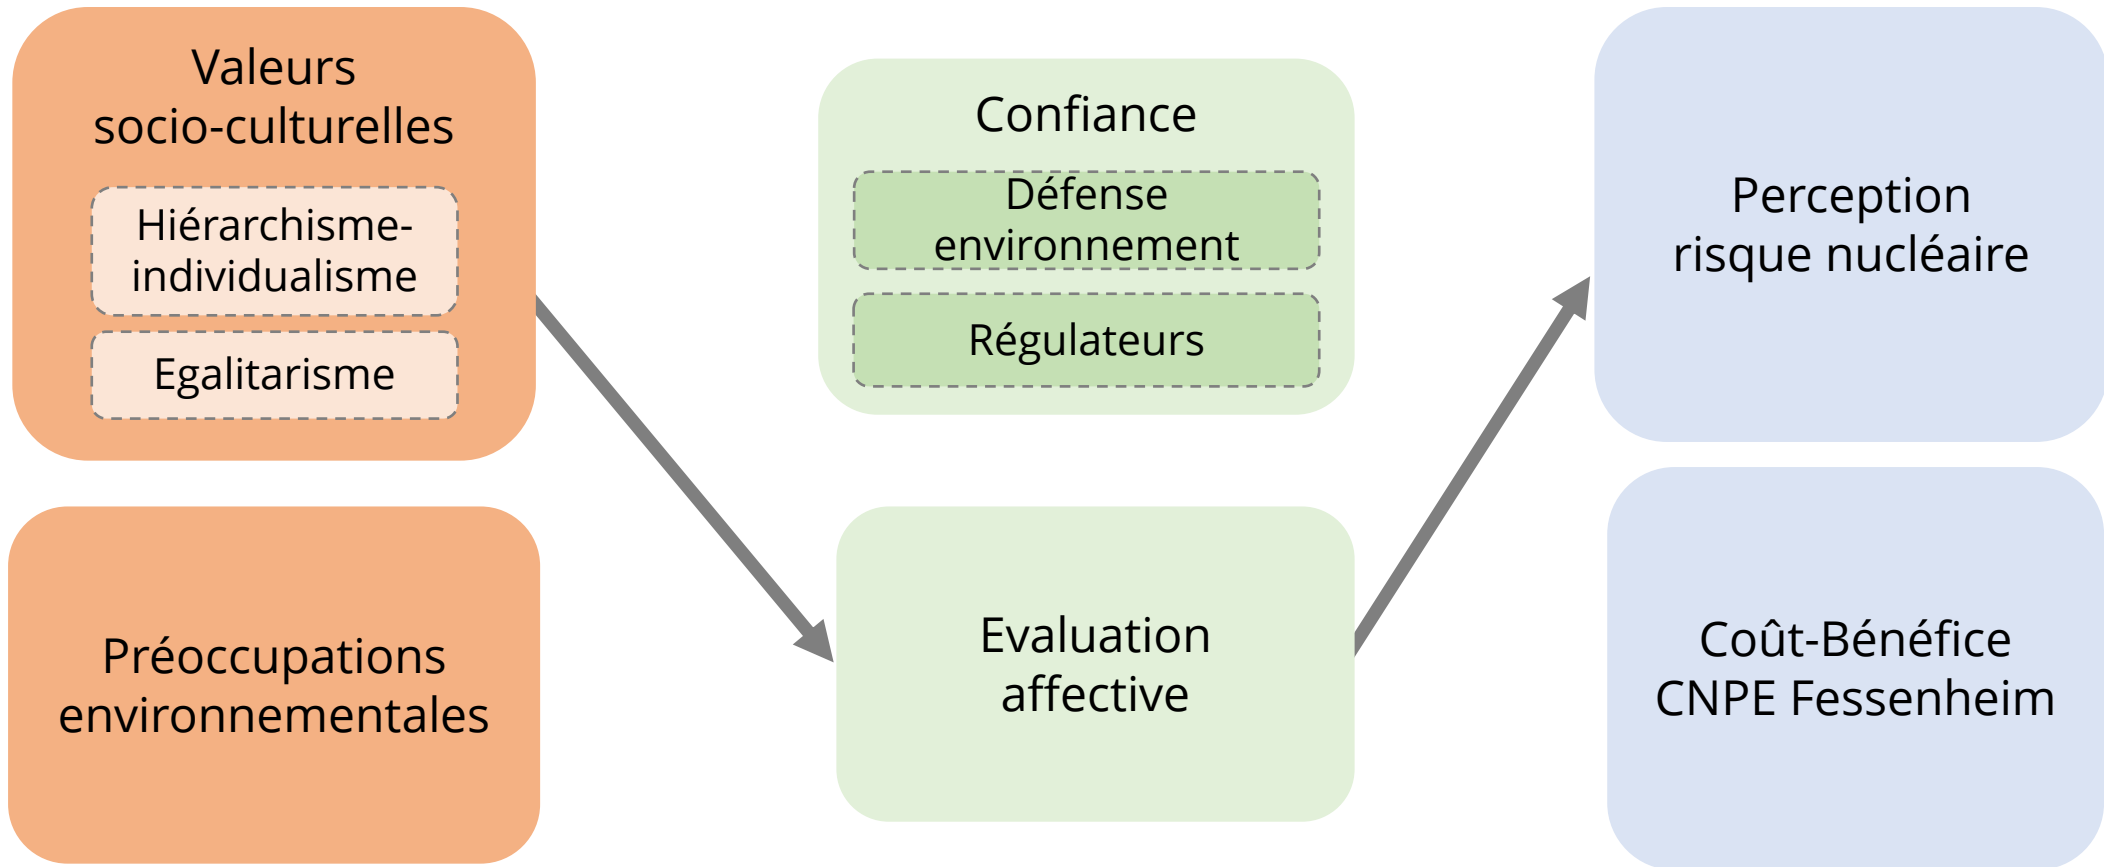 Valeurs
socio-culturelles
Hiérarchisme-
individualisme
Egalitarisme
Préoccupations
environnementales
Confiance
Défense
environnement
Régulateurs
Evaluation
affective
Perception
risque nucléaire
Coût-Bénéfice
CNPE Fessenheim